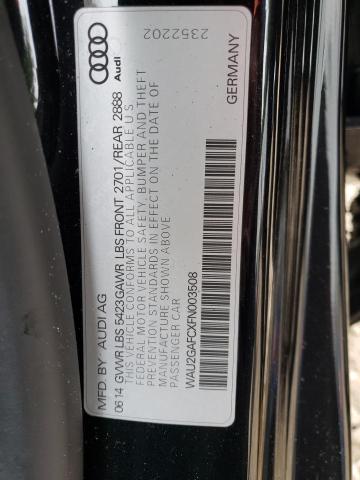 MFD. BY AUDI AG
0614 GVWR LBS 5423 GAWR LBS FRONT 2701/REAR 2888
THIS VEHICLE CONFORMS TO ALL APPLICABLE U S
FEDERAL MOTOR VEHICLE SAFETY, BUMPER AND THEFT
PREVENTION STANDARDS IN EFFECT ON THE DATE OF
MANUFACTURE SHOWN ABOVE
PASSENGER CAR
WAU2GAFCXFN003508
Audi
2352202
GERMANY